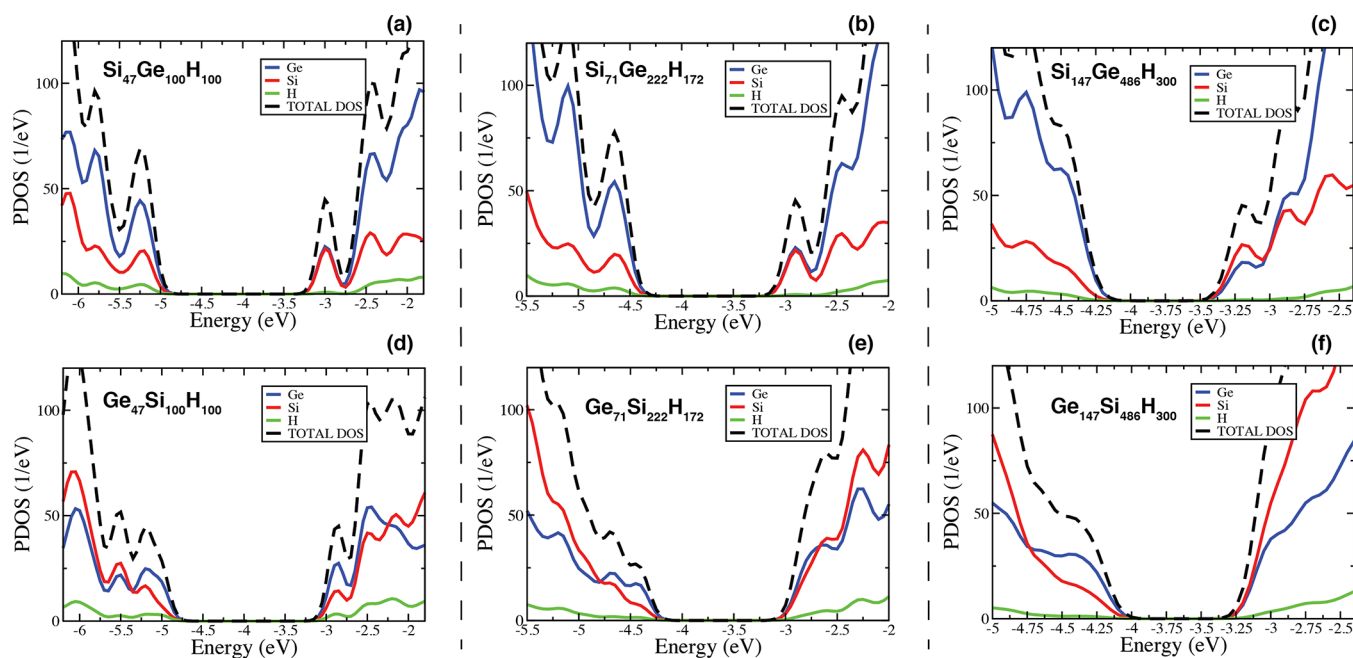 (a)
Si47Ge100H100
Ge
Si
H
TOTAL DOS
PDOS (1/eV)
100
50
0
-6 -5.5 -5 -4.5 -4 -3.5 -3 -2.5 -2
Energy (eV)
(b)
Si71Ge222H172
Ge
Si
H
TOTAL DOS
PDOS (1/eV)
100
50
0
-5.5 -5 -4.5 -4 -3.5 -3 -2.5 -2
Energy (eV)
(c)
Si147Ge486H300
Ge
Si
H
TOTAL DOS
PDOS (1/eV)
100
50
0
-5 -4.75 -4.5 -4.25 -4 -3.75 -3.5 -3.25 -3 -2.75 -2.5
Energy (eV)
(d)
Ge47Si100H100
Ge
Si
H
TOTAL DOS
PDOS (1/eV)
100
50
0
-6 -5.5 -5 -4.5 -4 -3.5 -3 -2.5 -2
Energy (eV)
(e)
Ge71Si222H172
Ge
Si
H
TOTAL DOS
PDOS (1/eV)
100
50
0
-5.5 -5 -4.5 -4 -3.5 -3 -2.5 -2
Energy (eV)
(f)
Ge147Si486H300
Ge
Si
H
TOTAL DOS
PDOS (1/eV)
100
50
0
-5 -4.75 -4.5 -4.25 -4 -3.75 -3.5 -3.25 -3 -2.75 -2.5
Energy (eV)